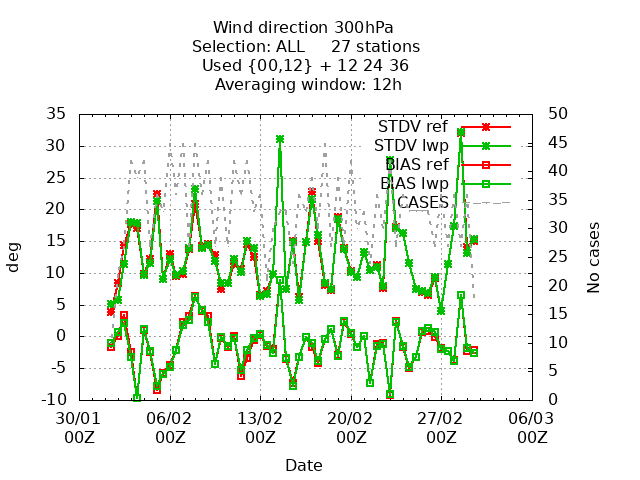 Wind direction 300hPa
Selection: ALL     27 stations
Used {00,12} + 12 24 36
Averaging window: 12h
35 50
STDV ref
30 45
STDV lwp
BIAS ref
25 40
BIAS lwp
20 35
CASES
15 30
10 25
5 20
0 15
-5 10
-10 5
0
deg
No cases
30/01 06/02 13/02 20/02 27/02 06/03
00Z 00Z 00Z 00Z 00Z 00Z
Date